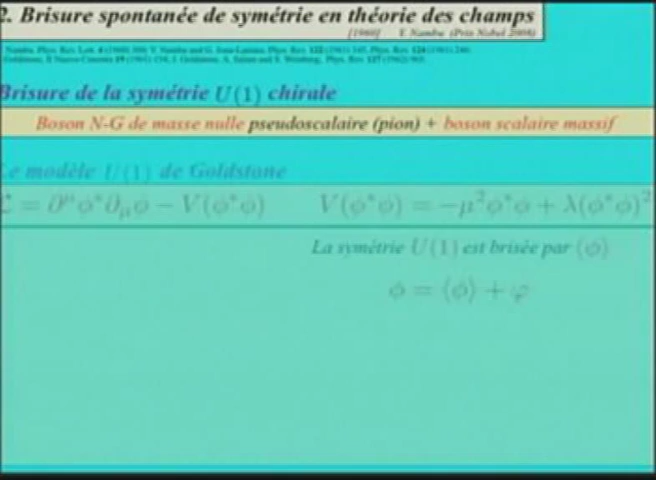 2. Brisure spontanée de symétrie en théorie des champs
[1960] Y. Nambu (Prix Nobel 2008)
Brisure de la symétrie U(1) chirale
Boson N-G de masse nulle pseudoscalaire (pion) + boson scalaire massif
Le modèle U(1) de Goldstone
ℒ = ∂^μφ*∂_μφ − V(φ*φ) V(φ*φ) = −μ²φ*φ + λ(φ*φ)²
La symétrie U(1) est brisée par ⟨φ⟩
φ = ⟨φ⟩ + φ